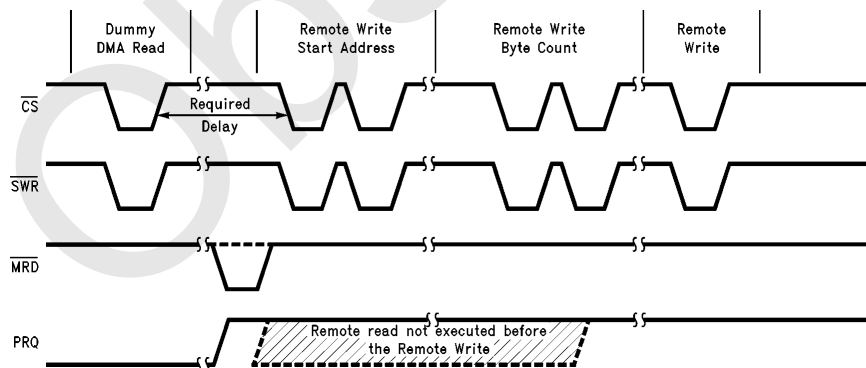 Dummy
DMA Read
Remote Write
Start Address
Remote Write
Byte Count
Remote
Write
CS
Required
Delay
SWR
MRD
PRQ
Remote read not executed before
the Remote Write
Obs